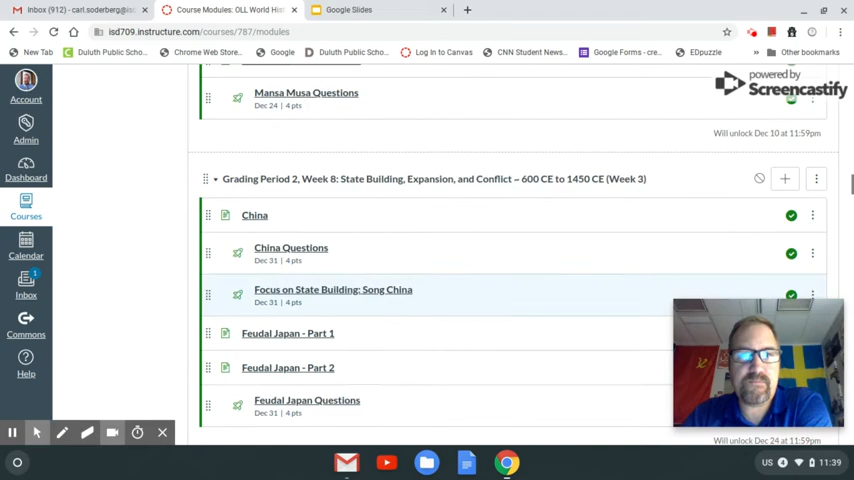 Inbox (912) - carl.soderberg@isd
Course Modules: OLL World His
Google Slides
isd709.instructure.com/courses/787/modules
New Tab
Duluth Public Scho...
Chrome Web Store...
Google
Duluth Public Scho...
Log In to Canvas
CNN Student News...
Google Forms - cre...
EDpuzzle
Other bookmarks
powered by
Screencastify
Account
Admin
Dashboard
Courses
Calendar
1
Inbox
Commons
Help
Mansa Musa Questions
Dec 24 | 4 pts
Will unlock Dec 10 at 11:59pm
Grading Period 2, Week 8: State Building, Expansion, and Conflict ~ 600 CE to 1450 CE (Week 3)
China
China Questions
Dec 31 | 4 pts
Focus on State Building: Song China
Dec 31 | 4 pts
Feudal Japan - Part 1
Feudal Japan - Part 2
Feudal Japan Questions
Dec 31 | 4 pts
Will unlock Dec 24 at 11:59pm
US
4
11:39